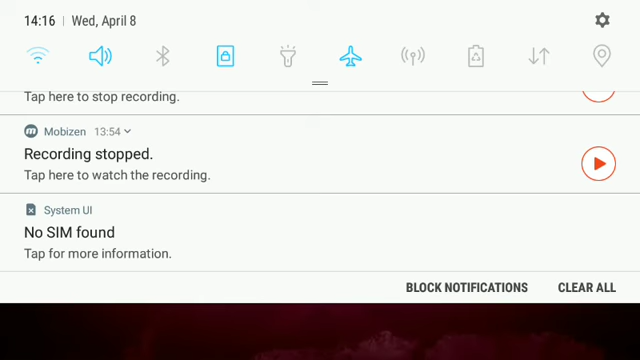 14:16 | Wed, April 8
Tap here to stop recording.
Mobizen 13:54
Recording stopped.
Tap here to watch the recording.
System UI
No SIM found
Tap for more information.
BLOCK NOTIFICATIONS CLEAR ALL